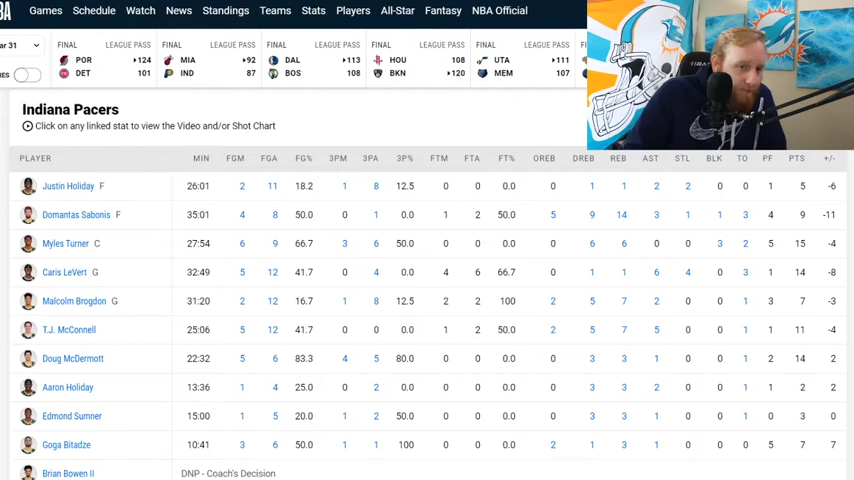 BA Games Schedule Watch News Standings Teams Stats Players All-Star Fantasy NBA Official
ar 31
RES
FINAL LEAGUE PASS
POR 124
DET 101
FINAL LEAGUE PASS
MIA 92
IND 87
FINAL LEAGUE PASS
DAL 113
BOS 108
FINAL LEAGUE PASS
HOU 108
BKN 120
FINAL LEAGUE PASS
UTA 111
MEM 107
FINAL
Indiana Pacers
Click on any linked stat to view the Video and/or Shot Chart
PLAYER MIN FGM FGA FG% 3PM 3PA 3P% FTM FTA FT% OREB DREB REB AST STL BLK TO PF PTS +/-
Justin Holiday F 26:01 2 11 18.2 1 8 12.5 0 0 0.0 0 1 1 2 2 0 0 1 5 -6
Domantas Sabonis F 35:01 4 8 50.0 0 1 0.0 1 2 50.0 5 9 14 3 1 1 3 4 9 -11
Myles Turner C 27:54 6 9 66.7 3 6 50.0 0 0 0.0 0 6 6 0 0 3 2 5 15 -4
Caris LeVert G 32:49 5 12 41.7 0 4 0.0 4 6 66.7 0 1 1 6 4 0 3 1 14 -8
Malcolm Brogdon G 31:20 2 12 16.7 1 8 12.5 2 2 100 2 5 7 2 0 0 1 3 7 -3
T.J. McConnell 25:06 5 12 41.7 0 0 0.0 1 2 50.0 2 5 7 5 0 0 1 1 11 -4
Doug McDermott 22:32 5 6 83.3 4 5 80.0 0 0 0.0 0 3 3 1 0 0 1 2 14 2
Aaron Holiday 13:36 1 4 25.0 0 2 0.0 0 0 0.0 0 3 3 2 0 0 1 1 2 2
Edmond Sumner 15:00 1 5 20.0 1 2 50.0 0 0 0.0 0 3 3 1 0 0 1 0 3 0
Goga Bitadze 10:41 3 6 50.0 1 1 100 0 0 0.0 2 1 3 1 0 0 0 5 7 7
Brian Bowen II DNP - Coach's Decision